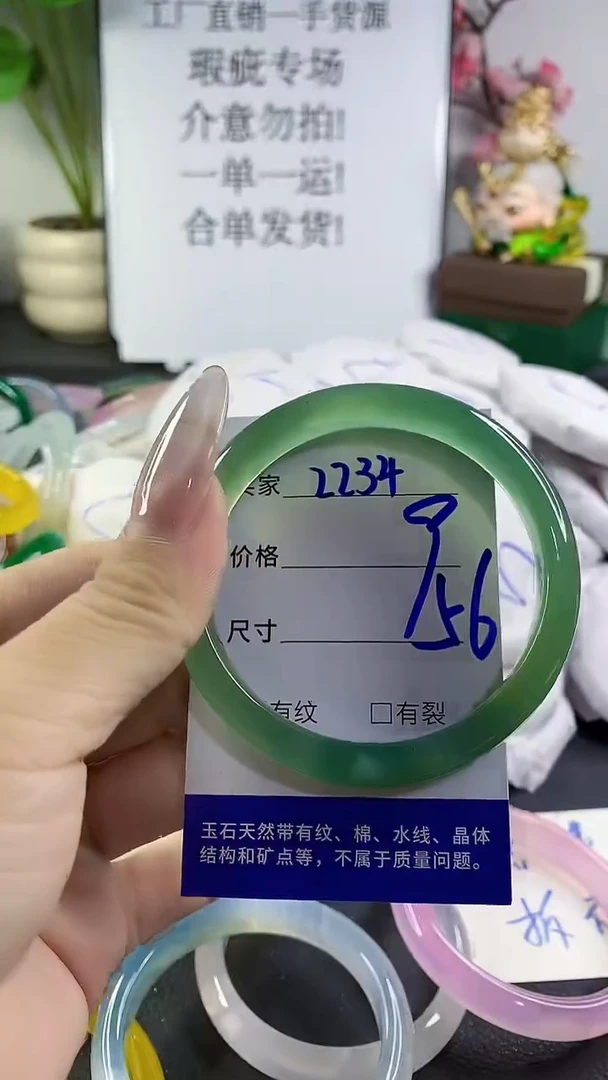 工厂直销一手货源
瑕疵专场
介意勿拍!
一单一运!
合单发货!
家 2234
价格
尺寸 56
有纹 □有裂
玉石天然带有纹、棉、水线、晶体
结构和矿点等，不属于质量问题。
拆